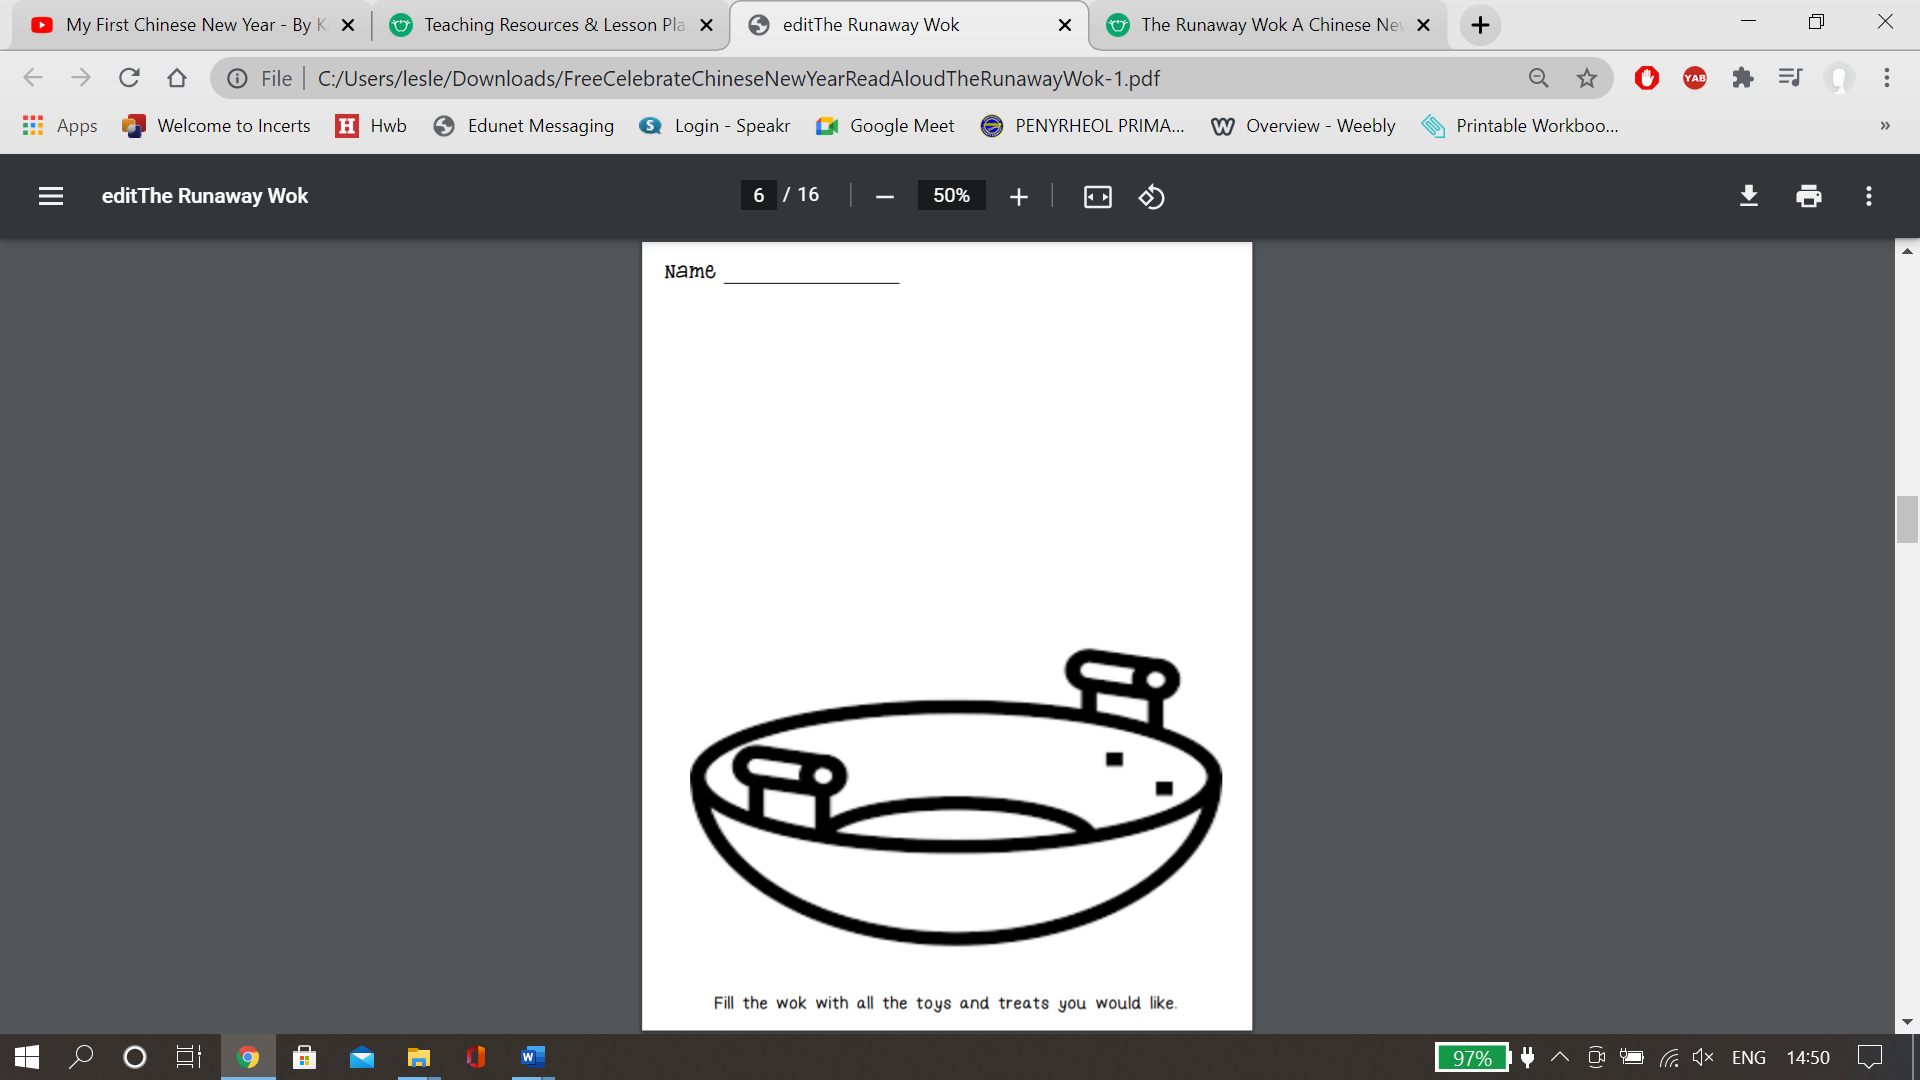 My First Chinese New Year - By K
Teaching Resources & Lesson Pla
editThe Runaway Wok
The Runaway Wok A Chinese Ne
File
C:/Users/lesle/Downloads/FreeCelebrateChineseNewYearReadAloudTheRunawayWok-1.pdf
YAB
Apps
Welcome to Incerts
H Hwb
Edunet Messaging
S Login - Speakr
Google Meet
PENYRHEOL PRIMA...
W Overview - Weebly
Printable Workboo...
»
editThe Runaway Wok
6 / 16
50%
Name
Fill the wok with all the toys and treats you would like.
W
97%
ENG
14:50